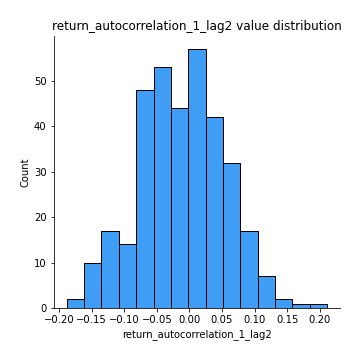 return_autocorrelation_1_lag2 value distribution
Count
50
40
30
20
10
0
−0.20 −0.15 −0.10 −0.05 0.00 0.05 0.10 0.15 0.20
return_autocorrelation_1_lag2